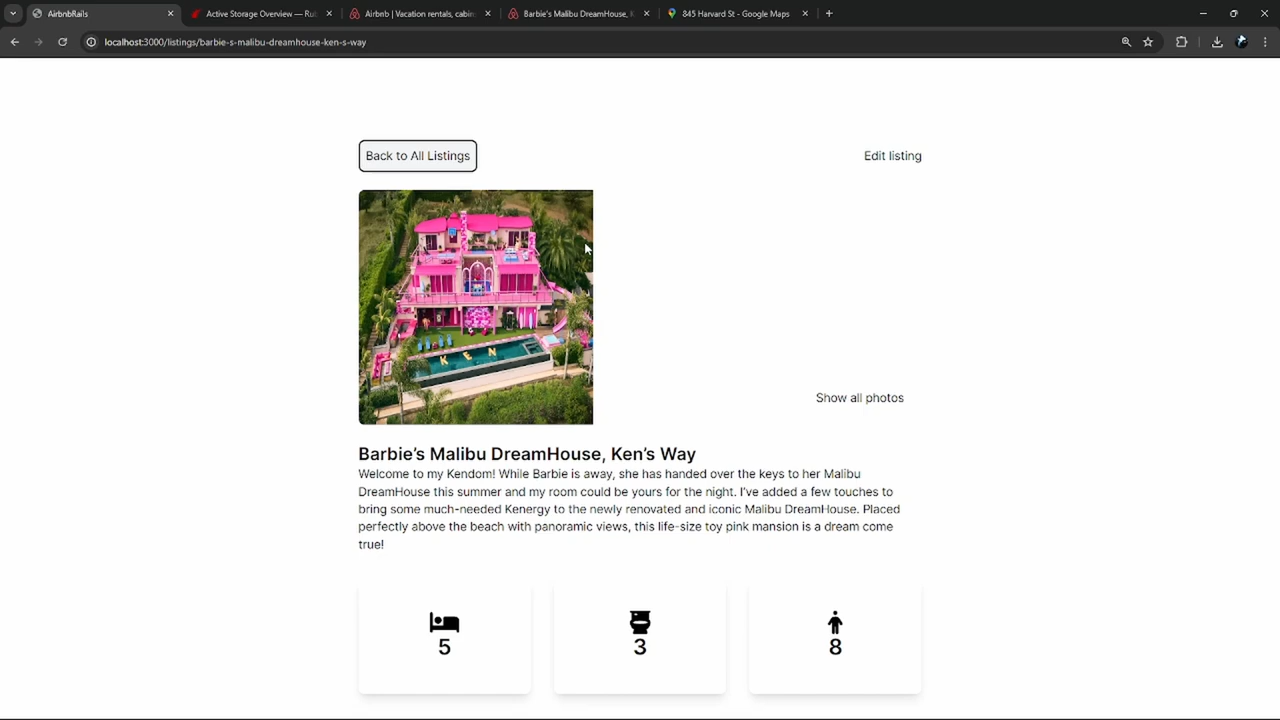 AirbnbRails
Active Storage Overview — Ru
Airbnb | Vacation rentals, cabin
Barbie's Malibu DreamHouse, K
845 Harvard St - Google Maps
localhost:3000/listings/barbie-s-malibu-dreamhouse-ken-s-way
Back to All Listings
Edit listing
KEN
Show all photos
Barbie’s Malibu DreamHouse, Ken’s Way
Welcome to my Kendom! While Barbie is away, she has handed over the keys to her Malibu
DreamHouse this summer and my room could be yours for the night. I’ve added a few touches to
bring some much-needed Kenergy to the newly renovated and iconic Malibu DreamHouse. Placed
perfectly above the beach with panoramic views, this life-size toy pink mansion is a dream come
true!
5
3
8